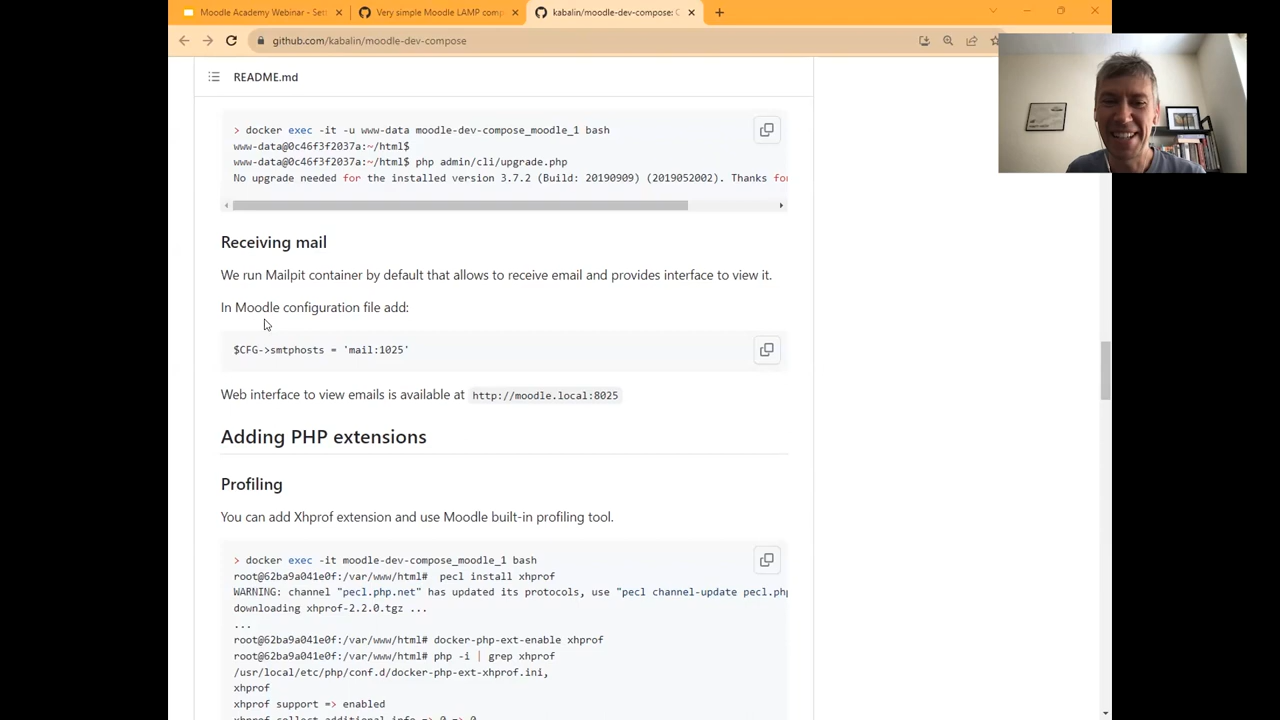 Moodle Academy Webinar - Sett
Very simple Moodle LAMP comp
kabalin/moodle-dev-compose: C
github.com/kabalin/moodle-dev-compose
README.md
> docker exec -it -u www-data moodle-dev-compose_moodle_1 bash
www-data@0c46f3f2037a:~/html$
www-data@0c46f3f2037a:~/html$ php admin/cli/upgrade.php
No upgrade needed for the installed version 3.7.2 (Build: 20190909) (2019052002). Thanks fo
Receiving mail
We run Mailpit container by default that allows to receive email and provides interface to view it.
In Moodle configuration file add:
$CFG->smtphosts = 'mail:1025'
Web interface to view emails is available at http://moodle.local:8025
Adding PHP extensions
Profiling
You can add Xhprof extension and use Moodle built-in profiling tool.
> docker exec -it moodle-dev-compose_moodle_1 bash
root@62ba9a041e0f:/var/www/html#  pecl install xhprof
WARNING: channel "pecl.php.net" has updated its protocols, use "pecl channel-update pecl.php
downloading xhprof-2.2.0.tgz ...
...
root@62ba9a041e0f:/var/www/html# docker-php-ext-enable xhprof
root@62ba9a041e0f:/var/www/html# php -i | grep xhprof
/usr/local/etc/php/conf.d/docker-php-ext-xhprof.ini,
xhprof
xhprof support => enabled
xhprof collect additional info => 0 => 0